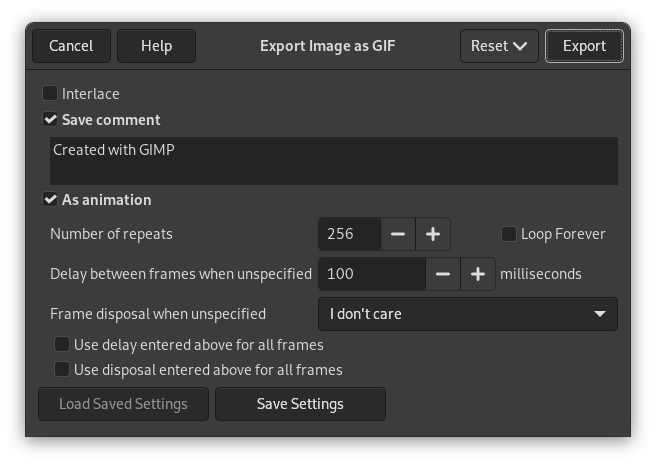 Cancel Help Export Image as GIF Reset Export
Interlace
Save comment
Created with GIMP
As animation
Number of repeats 256 Loop Forever
Delay between frames when unspecified 100 milliseconds
Frame disposal when unspecified I don't care
Use delay entered above for all frames
Use disposal entered above for all frames
Load Saved Settings Save Settings